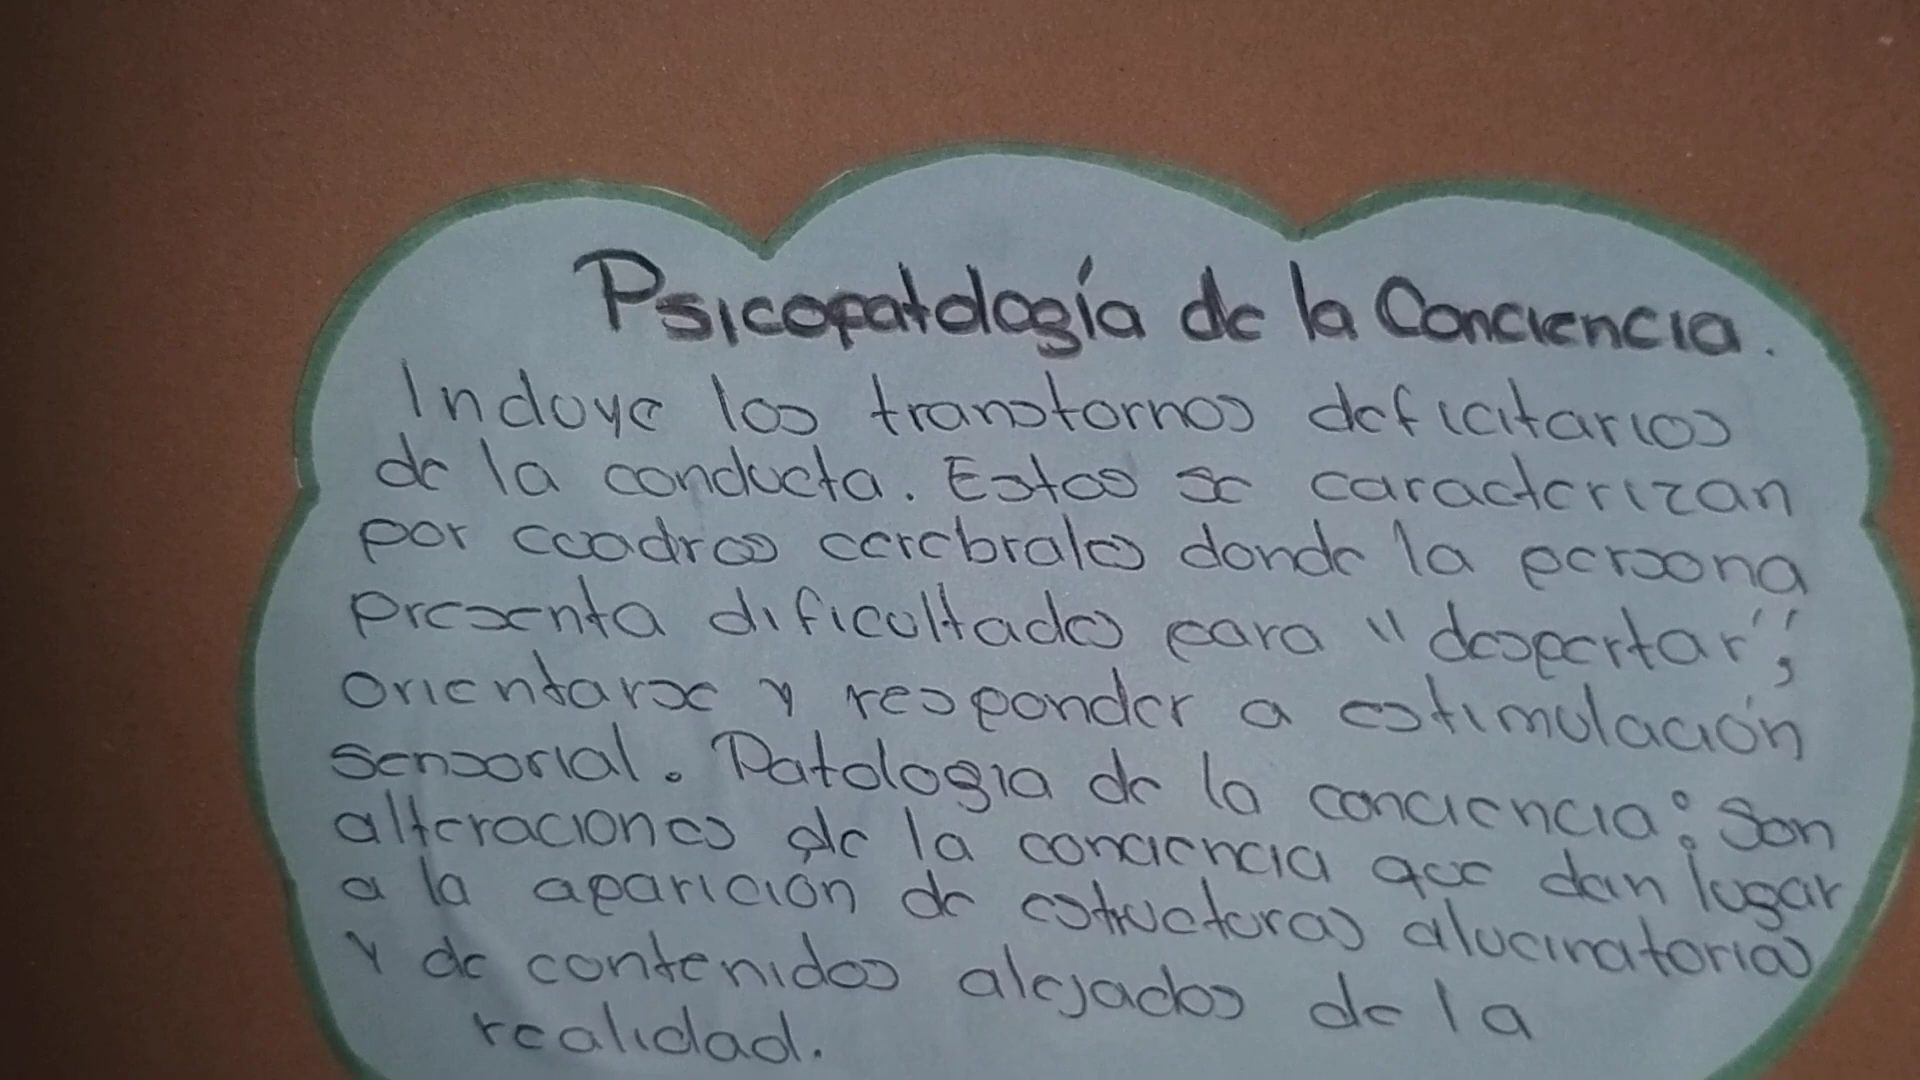 Psicopatología de la Conciencia.
Incluye los transtornos deficitarios
de la conducta. Estos se caracterizan
por cuadros cerebrales donde la persona
presenta dificultades para "despertar",
orientarse y responder a estimulación
sensorial. Patologia de la conciencia: Son
alteraciones de la conciencia que dan lugar
a la aparición de estructuras alucinatorias
y de contenidos alejados de la
realidad.